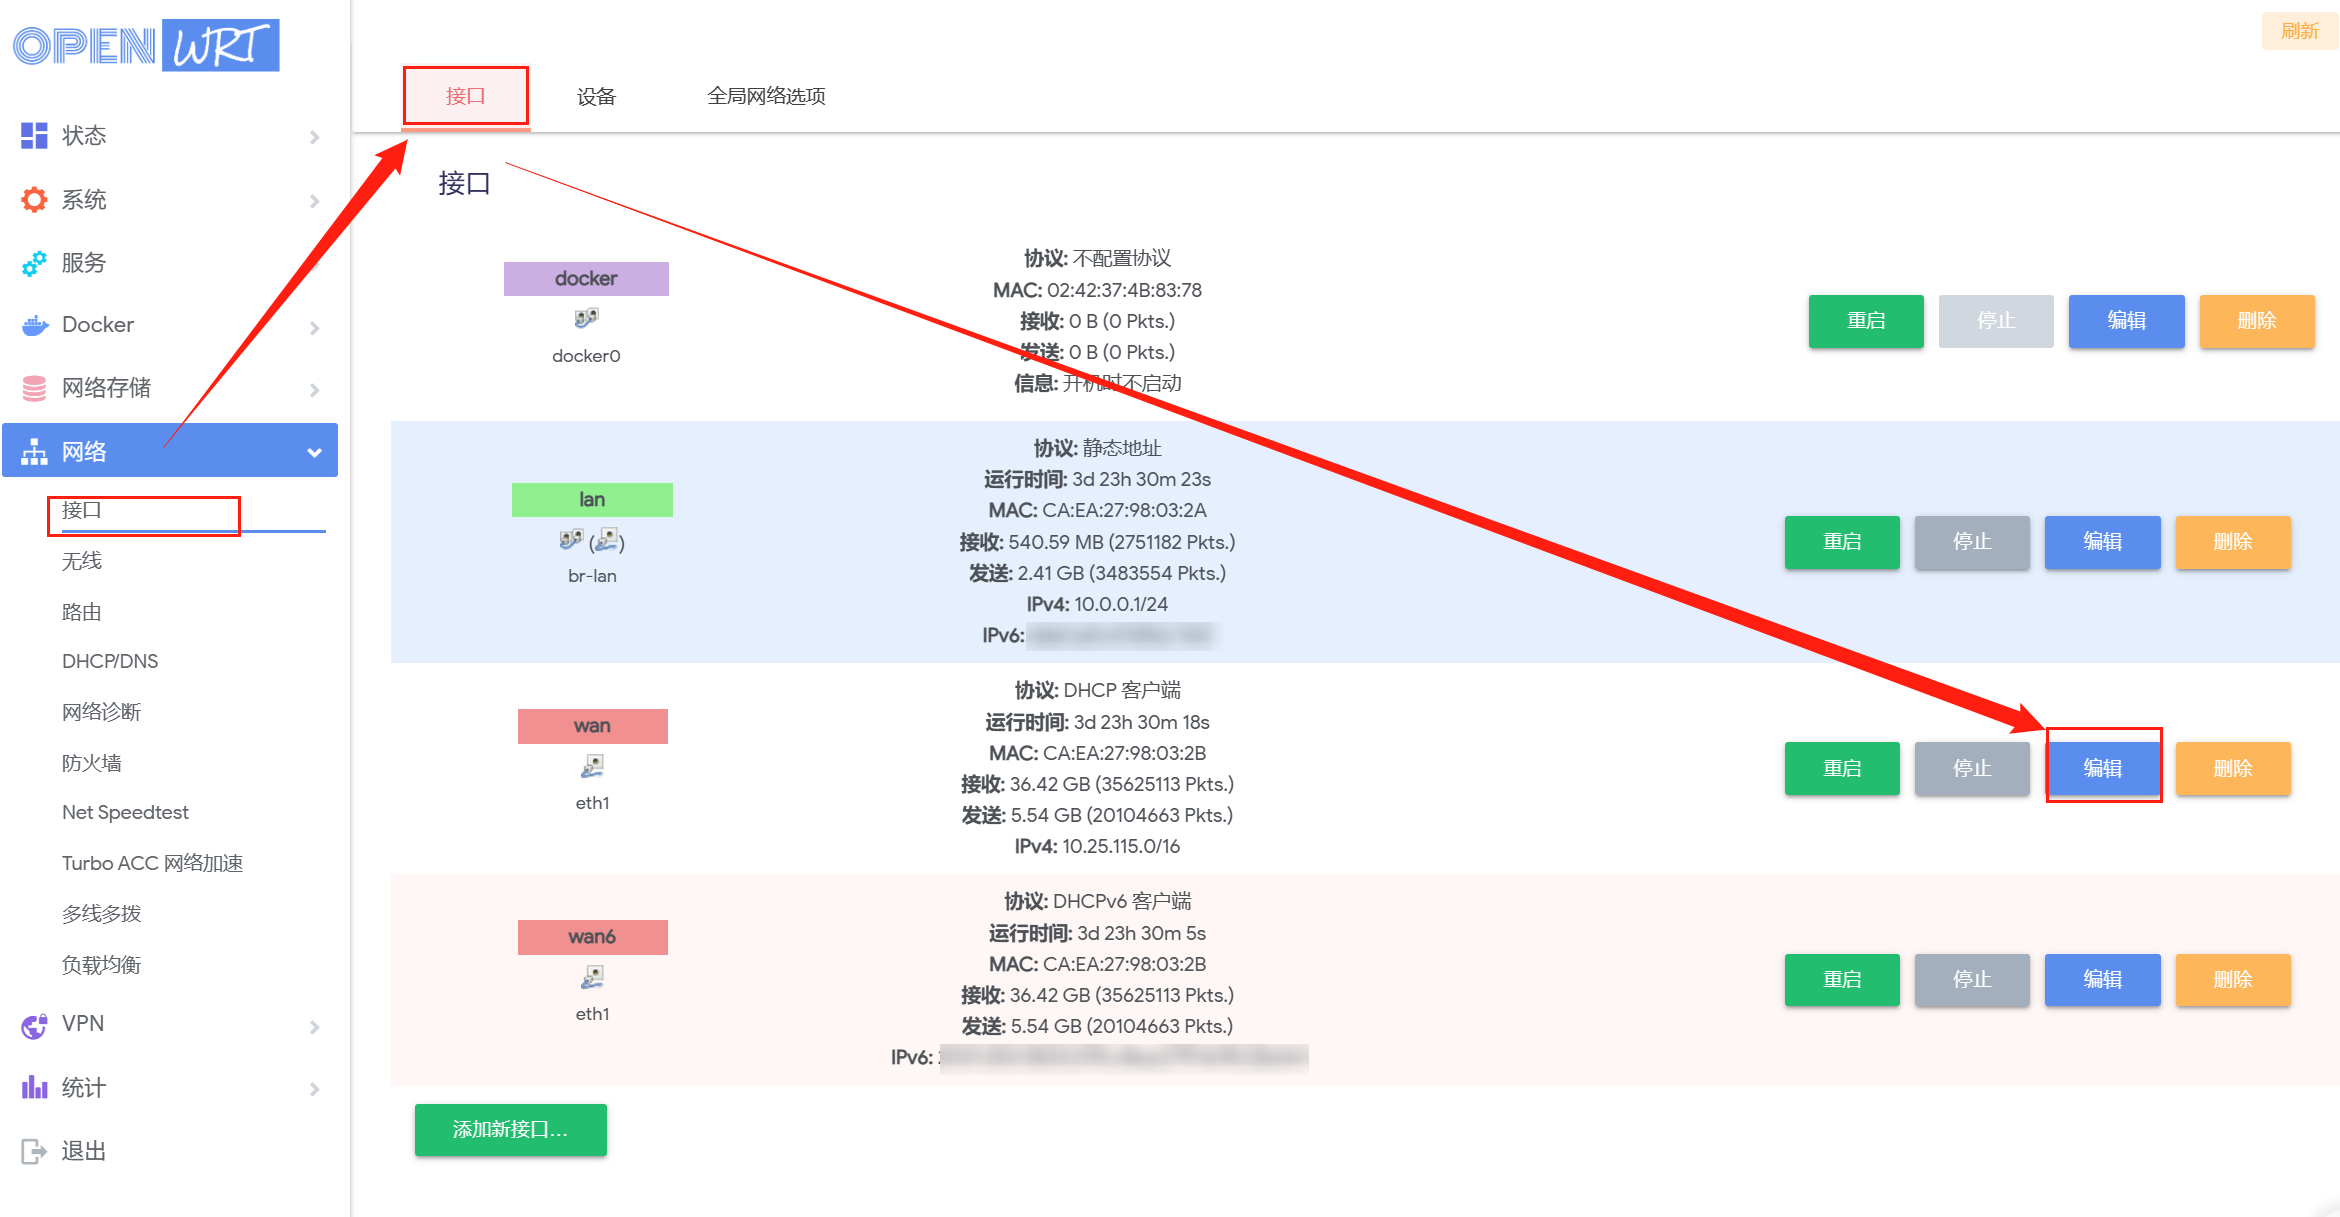 OPENWRT
刷新
接口
设备
全局网络选项
状态
系统
服务
Docker
网络存储
网络
接口
无线
路由
DHCP/DNS
网络诊断
防火墙
Net Speedtest
Turbo ACC 网络加速
多线多拨
负载均衡
VPN
统计
退出
接口
docker
docker0
协议: 不配置协议
MAC: 02:42:37:4B:83:78
接收: 0 B (0 Pkts.)
发送: 0 B (0 Pkts.)
信息: 开机时不启动
重启
停止
编辑
删除
lan
( )
br-lan
协议: 静态地址
运行时间: 3d 23h 30m 23s
MAC: CA:EA:27:98:03:2A
接收: 540.59 MB (2751182 Pkts.)
发送: 2.41 GB (3483554 Pkts.)
IPv4: 10.0.0.1/24
IPv6:
重启
停止
编辑
删除
wan
eth1
协议: DHCP 客户端
运行时间: 3d 23h 30m 18s
MAC: CA:EA:27:98:03:2B
接收: 36.42 GB (35625113 Pkts.)
发送: 5.54 GB (20104663 Pkts.)
IPv4: 10.25.115.0/16
重启
停止
编辑
删除
wan6
eth1
协议: DHCPv6 客户端
运行时间: 3d 23h 30m 5s
MAC: CA:EA:27:98:03:2B
接收: 36.42 GB (35625113 Pkts.)
发送: 5.54 GB (20104663 Pkts.)
IPv6:
重启
停止
编辑
删除
添加新接口...